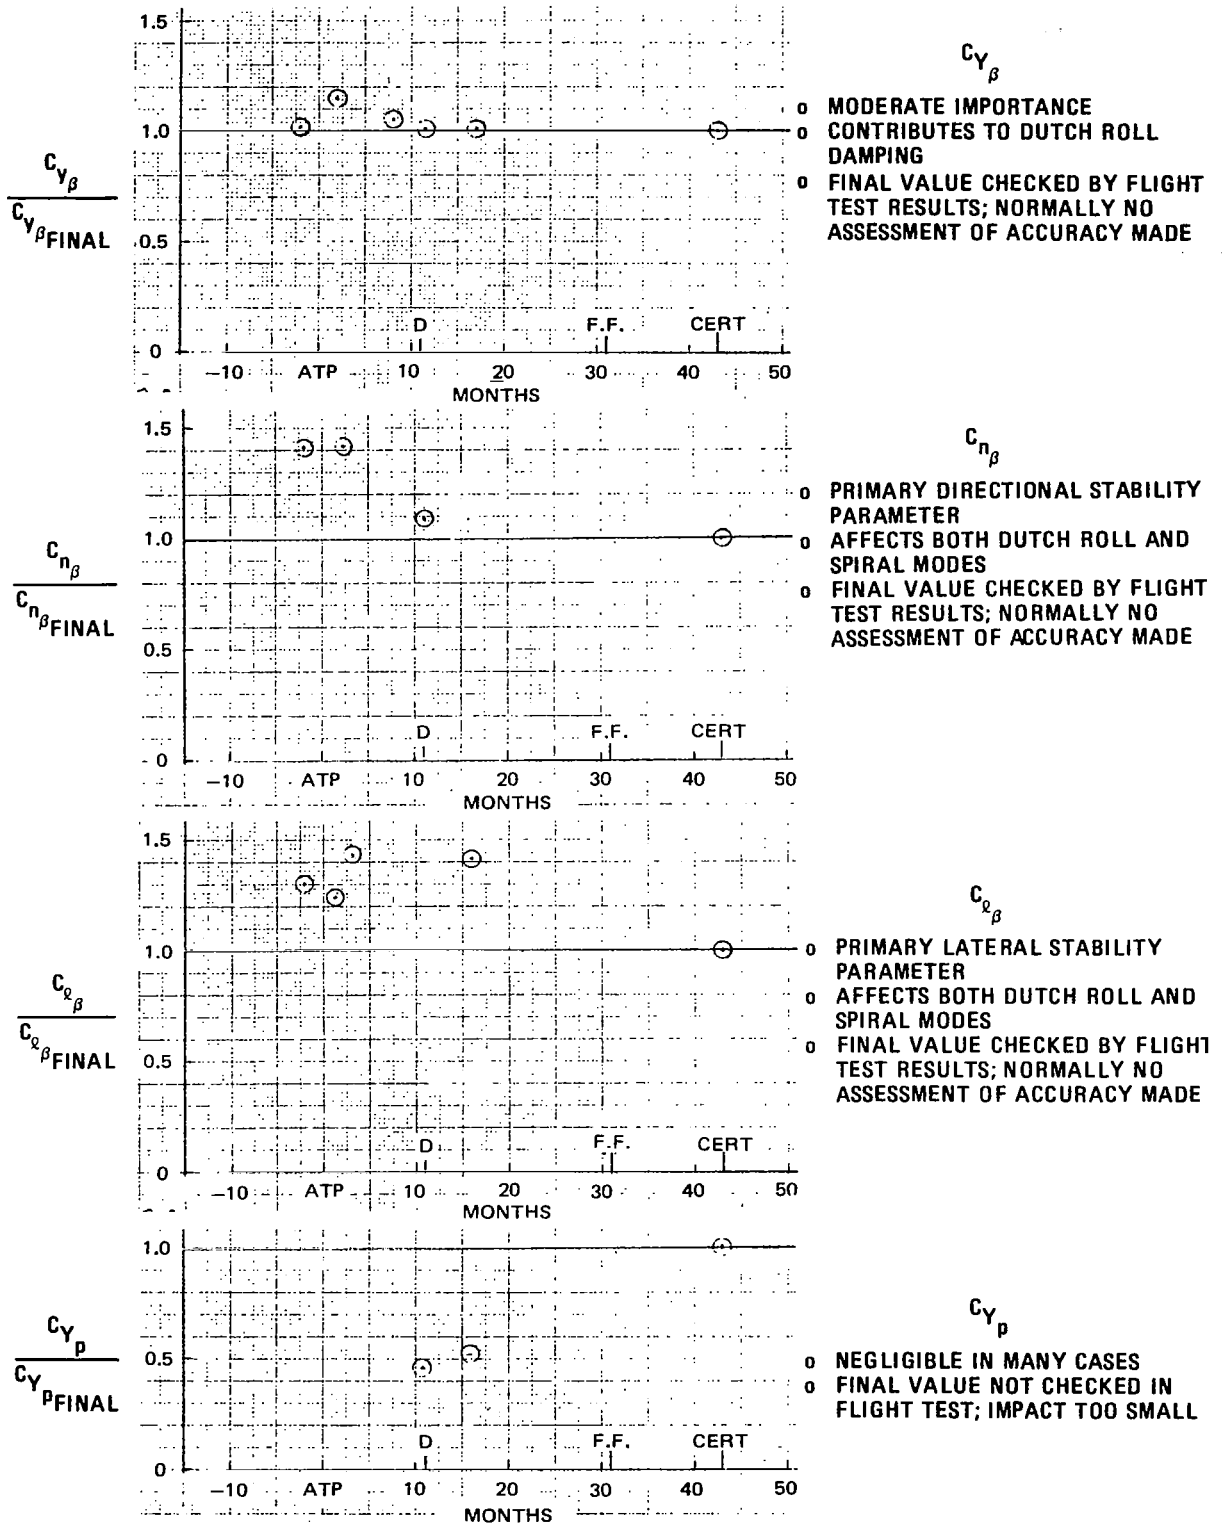 1.5
1.0
0.5
0
C_yβ
C_yβFINAL
D
F.F.
CERT
−10 ATP 10 20 30 40 50
MONTHS
C_Yβ
o MODERATE IMPORTANCE
o CONTRIBUTES TO DUTCH ROLL
DAMPING
o FINAL VALUE CHECKED BY FLIGHT
TEST RESULTS; NORMALLY NO
ASSESSMENT OF ACCURACY MADE
1.5
1.0
0.5
0
C_nβ
C_nβFINAL
D
F.F.
CERT
−10 ATP 10 20 30 40 50
MONTHS
C_nβ
o PRIMARY DIRECTIONAL STABILITY
PARAMETER
o AFFECTS BOTH DUTCH ROLL AND
SPIRAL MODES
o FINAL VALUE CHECKED BY FLIGHT
TEST RESULTS; NORMALLY NO
ASSESSMENT OF ACCURACY MADE
1.5
1.0
0.5
0
C_ℓβ
C_ℓβFINAL
D
F.F.
CERT
−10 ATP 10 20 30 40 50
MONTHS
C_ℓβ
o PRIMARY LATERAL STABILITY
PARAMETER
o AFFECTS BOTH DUTCH ROLL AND
SPIRAL MODES
o FINAL VALUE CHECKED BY FLIGHT
TEST RESULTS; NORMALLY NO
ASSESSMENT OF ACCURACY MADE
1.0
0.5
0
C_Yp
C_YpFINAL
D
F.F.
CERT
−10 ATP 10 20 30 40 50
MONTHS
C_Yp
o NEGLIGIBLE IN MANY CASES
o FINAL VALUE NOT CHECKED IN
FLIGHT TEST; IMPACT TOO SMALL